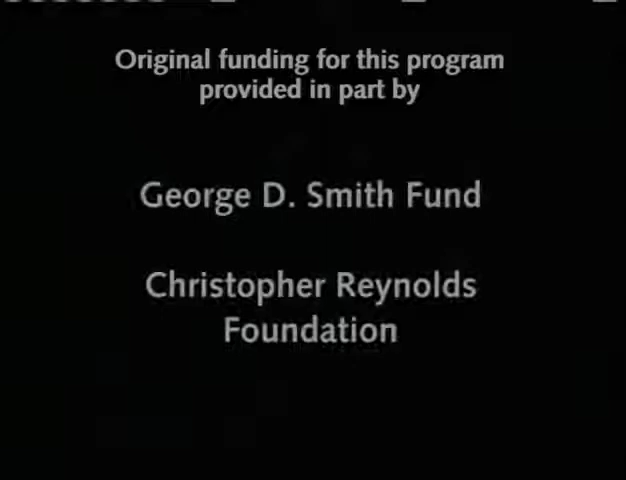 Original funding for this program
provided in part by
George D. Smith Fund
Christopher Reynolds
Foundation